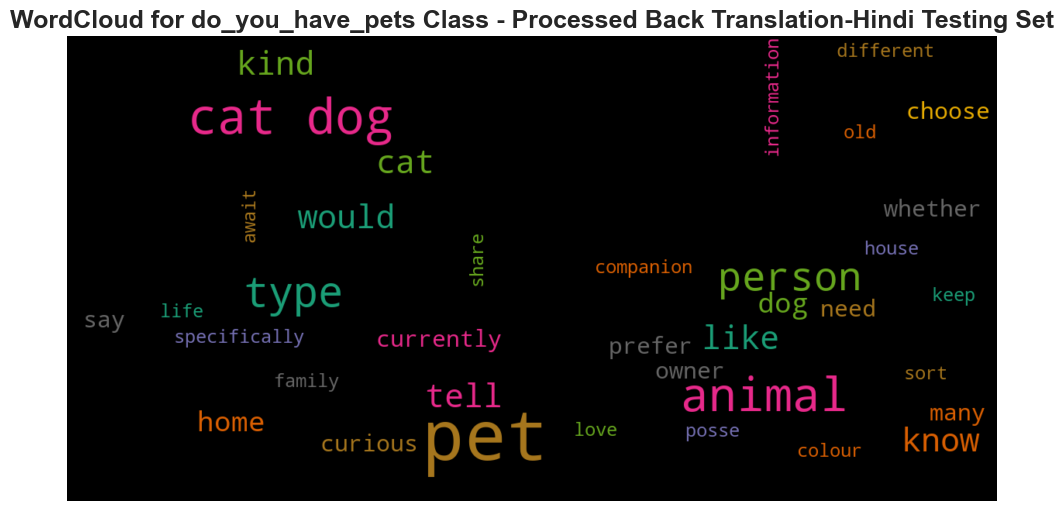 WordCloud for do_you_have_pets Class - Processed Back Translation-Hindi Testing Set
kind
different
information
cat dog
choose
old
cat
await
would
whether
share
house
companion
person
type
dog
need
keep
life
say
specifically
currently
prefer
like
owner
family
sort
tell
animal
home
many
pet
love
posse
know
curious
colour